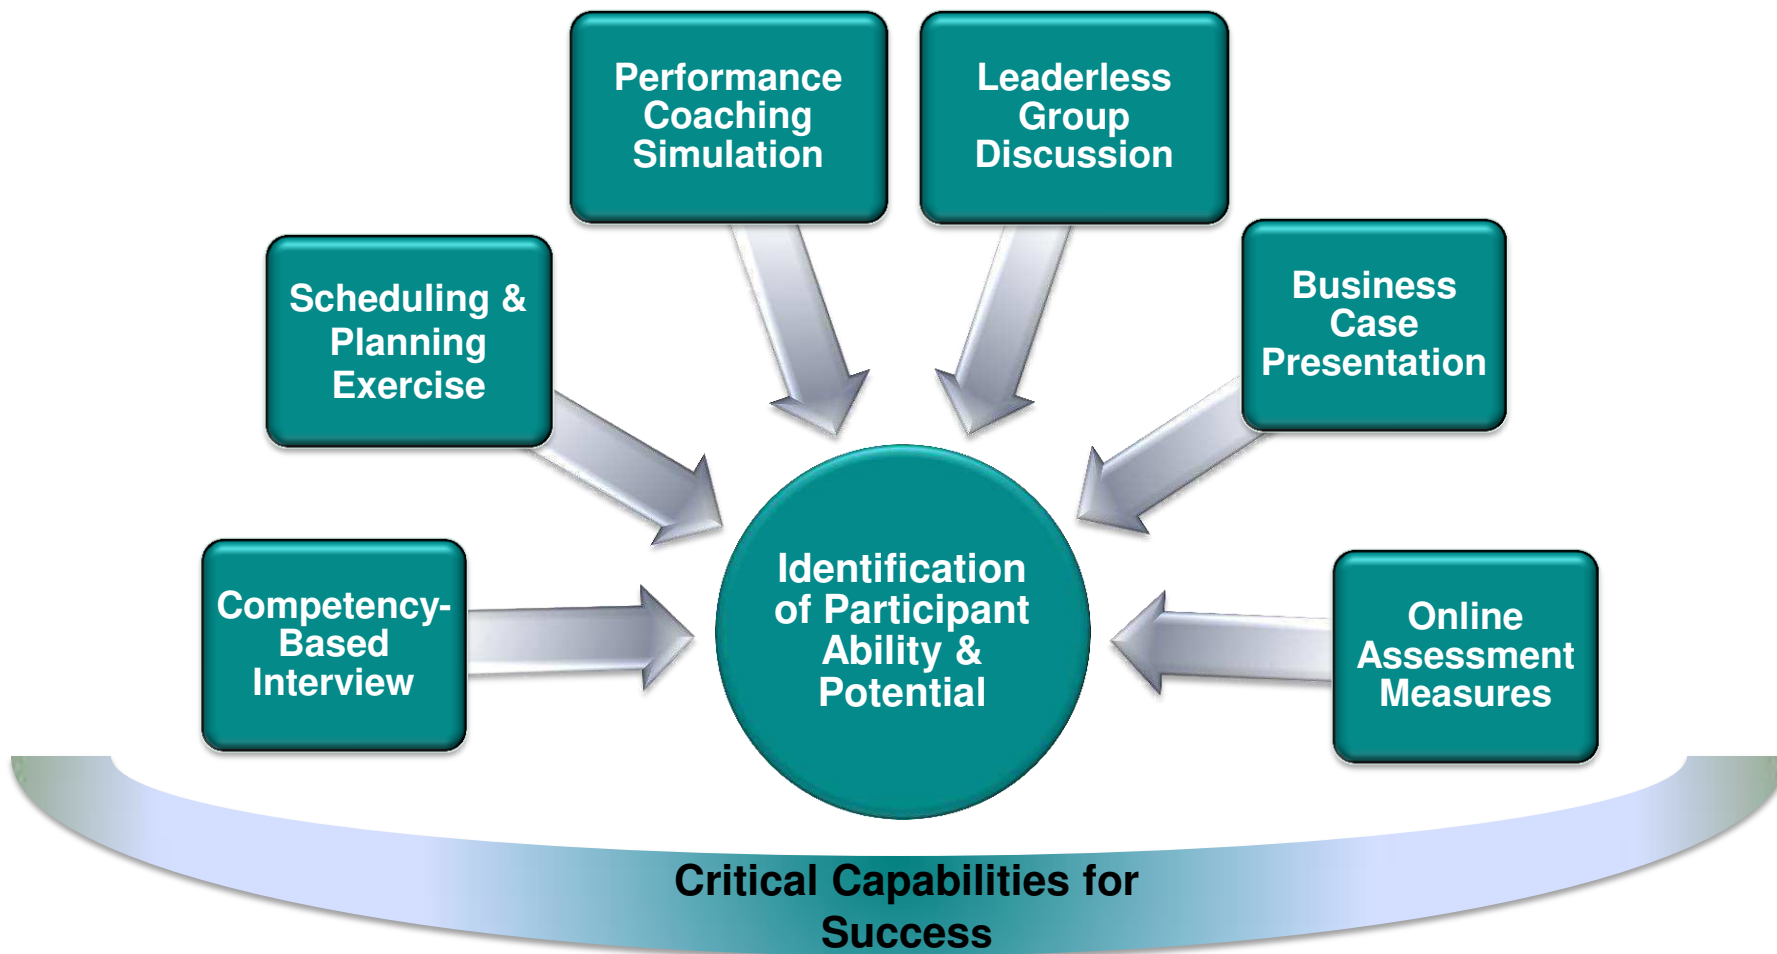 Performance
Coaching
Simulation
Leaderless
Group
Discussion
Scheduling &
Planning
Exercise
Business
Case
Presentation
Competency-
Based
Interview
Identification
of Participant
Ability &
Potential
Online
Assessment
Measures
Critical Capabilities for
Success